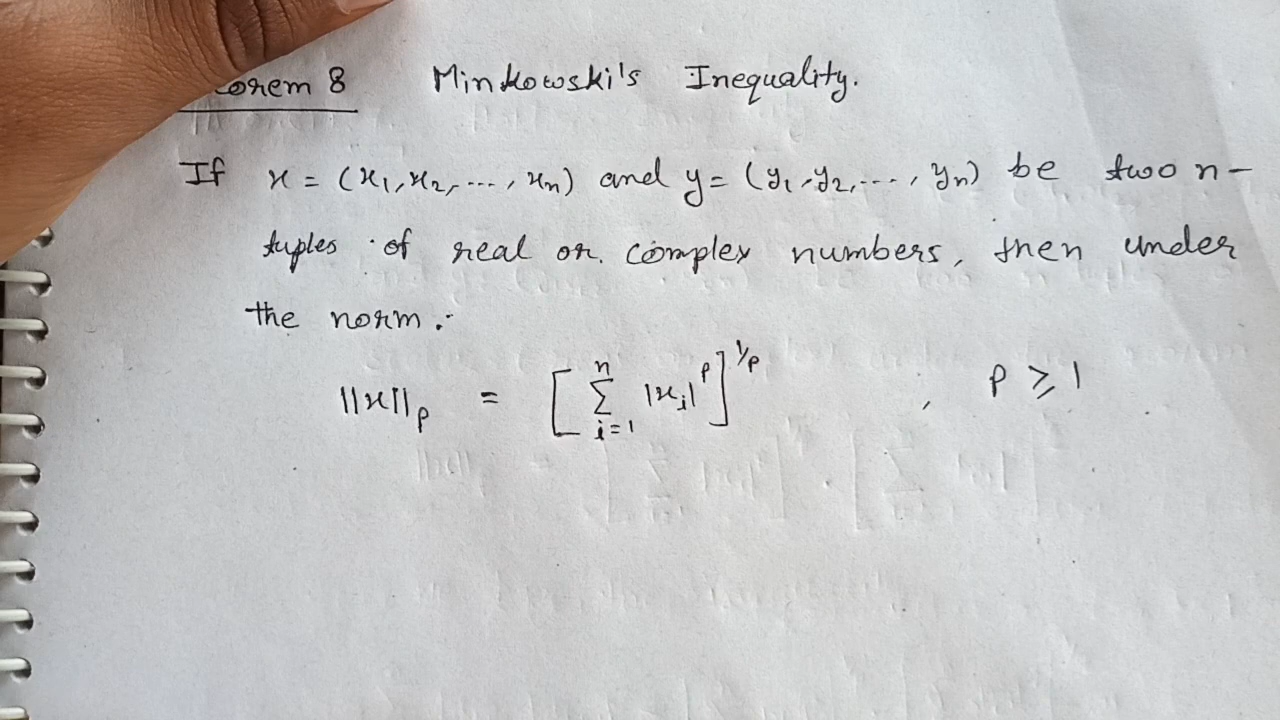 orem 8 Minkowski's Inequality.
If x = (x₁, x₂, ---, xₙ) and y = (y₁, y₂, ---, yₙ) be two n-
tuples of real or complex numbers, then under
the norm:-
||x||ₚ = [ ∑ᵢ₌₁ⁿ |xᵢ|ᵖ ]^(1/p) , p ≥ 1